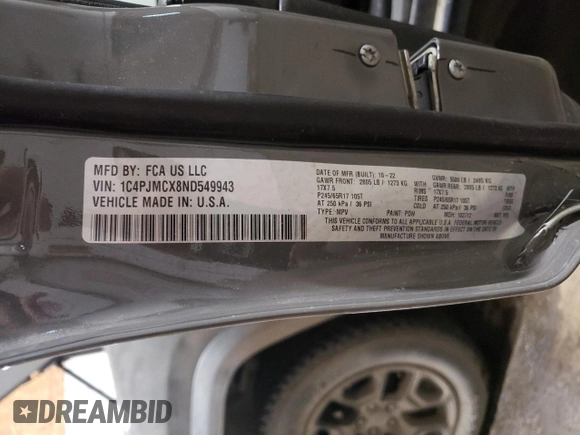 MFD BY: FCA US LLC
VIN: 1C4PJMCX8ND549943
VEHICLE MADE IN: U.S.A.
DATE OF MFR (BUILT): 10-22
GAWR FRONT: 2805 LB / 1273 KG
17X7.5
P245/65R17 105T
AT 250 kPa / 36 PSI
TYPE: MPV PAINT: PDN
GVWR: LB / KG
GAWR REAR: 2805 LB / 1273 KG
WITH TIRES RIMS COLD
17X7.5
P245/65R17 105T
AT 250 kPa / 36 PSI
MDH:
THIS VEHICLE CONFORMS TO ALL APPLICABLE U.S.A. FEDERAL MOTOR VEHICLE
SAFETY AND THEFT PREVENTION STANDARDS IN EFFECT ON THE DATE OF
MANUFACTURE SHOWN ABOVE.
DREAMBID